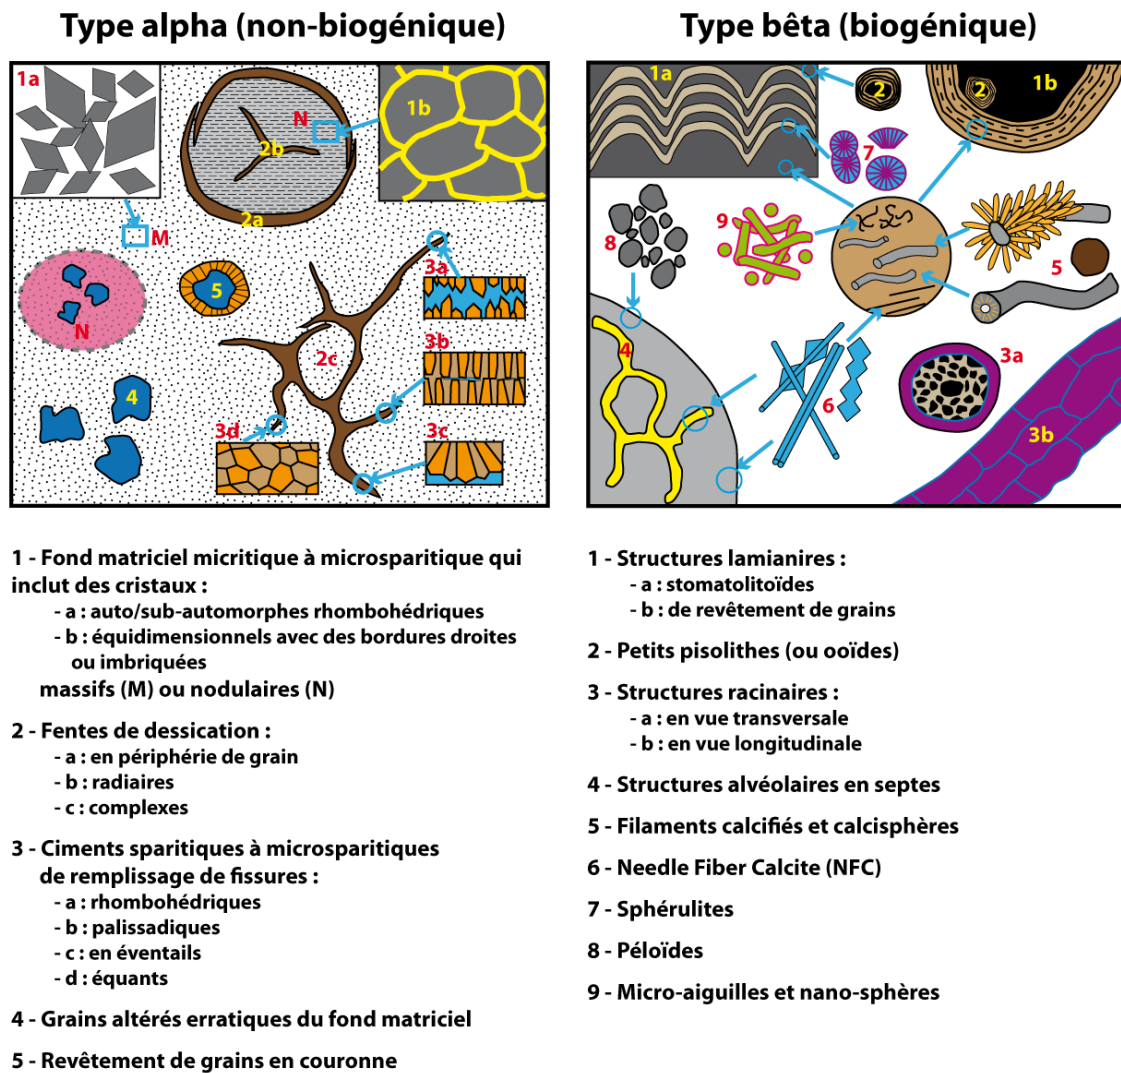 Type alpha (non-biogénique)
1a
N
2b
2a
1b
M
N
5
4
2c
3a
3b
3c
3d
Type bêta (biogénique)
1a
2
2
1b
7
8
9
5
4
6
3a
3b
1 - Fond matriciel micritique à microsparitique qui
inclut des cristaux :
- a : auto/sub-automorphes rhombohédriques
- b : équidimensionnels avec des bordures droites
ou imbriquées
massifs (M) ou nodulaires (N)
2 - Fentes de dessication :
- a : en périphérie de grain
- b : radiaires
- c : complexes
3 - Ciments sparitiques à microsparitiques
de remplissage de fissures :
- a : rhombohédriques
- b : palissadiques
- c : en éventails
- d : équants
4 - Grains altérés erratiques du fond matriciel
5 - Revêtement de grains en couronne
1 - Structures lamianires :
- a : stomatolitoïdes
- b : de revêtement de grains
2 - Petits pisolithes (ou ooïdes)
3 - Structures racinaires :
- a : en vue transversale
- b : en vue longitudinale
4 - Structures alvéolaires en septes
5 - Filaments calcifiés et calcisphères
6 - Needle Fiber Calcite (NFC)
7 - Sphérulites
8 - Péloïdes
9 - Micro-aiguilles et nano-sphères